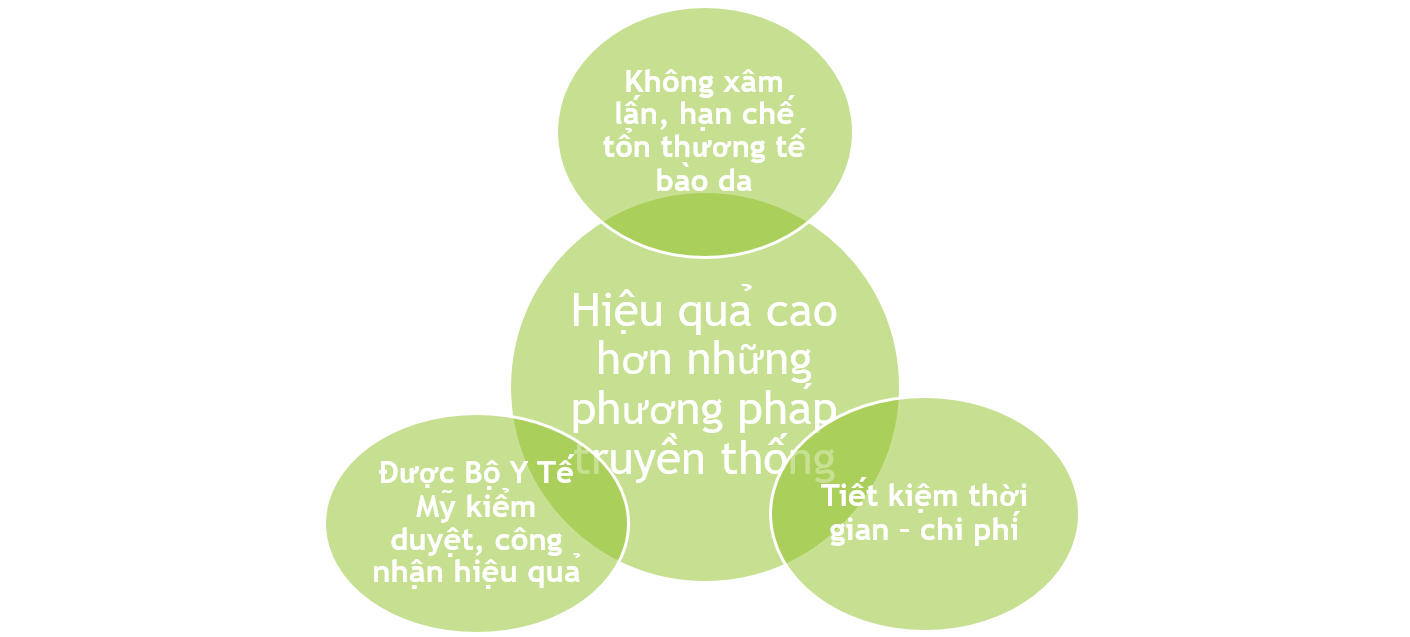 Không xâm
lấn, hạn chế
tổn thương tế
bào da
Hiệu quả cao
hơn những
phương pháp
truyền thống
Được Bộ Y Tế
Mỹ kiểm
duyệt, công
nhận hiệu quả
Tiết kiệm thời
gian – chi phí